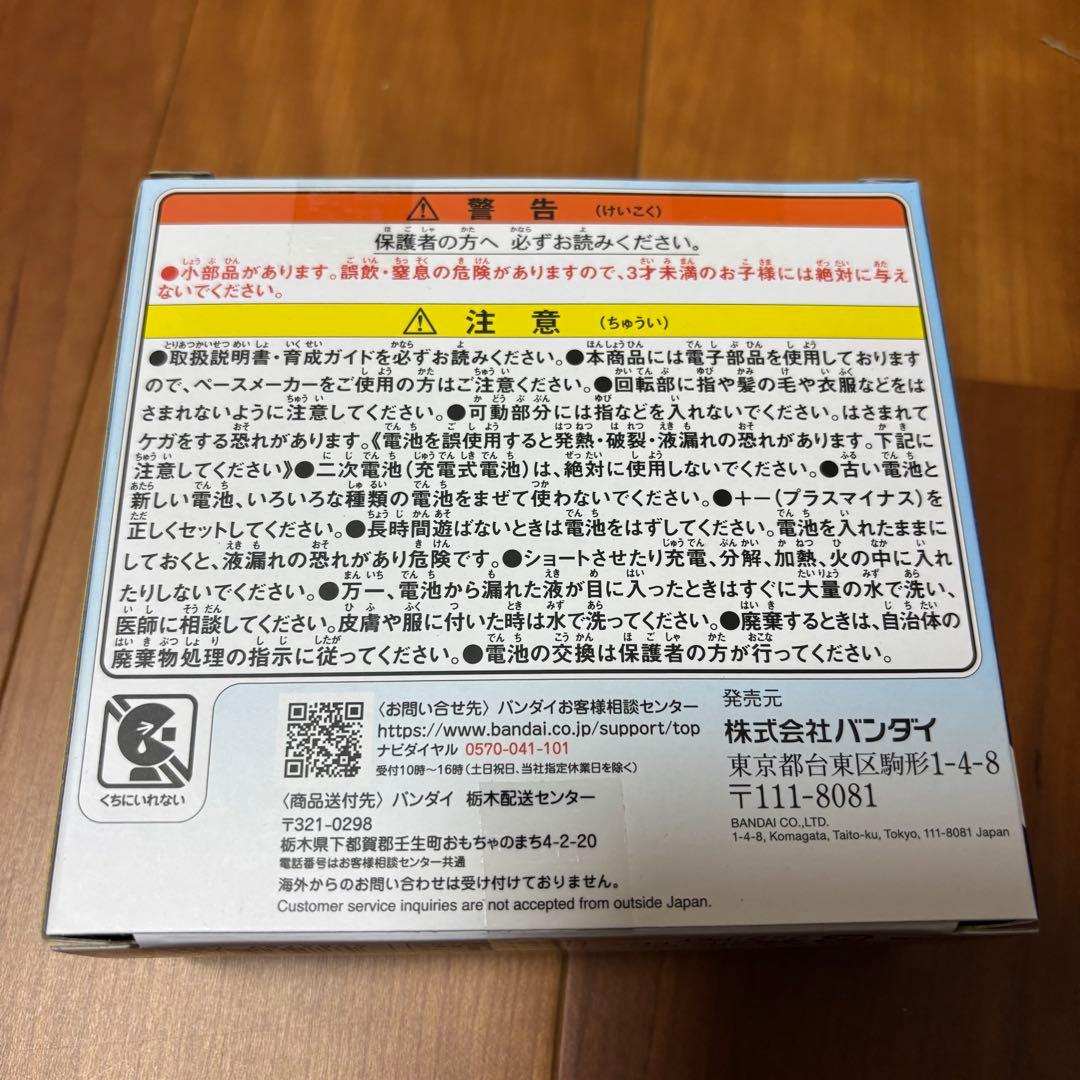 警告 (けいこく)
保護者の方へ 必ずお読みください。
●小部品があります。誤飲・窒息の危険がありますので、3才未満のお子様には絶対に与え
ないでください。
注意 (ちゅうい)
●取扱説明書・育成ガイドを必ずお読みください。●本商品には電子部品を使用しております
ので、ペースメーカーをご使用の方はご注意ください。●回転部に指や髪の毛や衣服などをは
さまれないように注意してください。●可動部分には指などを入れないでください。はさまれて
ケガをする恐れがあります。《電池を誤使用すると発熱・破裂・液漏れの恐れがあります。下記に
注意してください》●二次電池(充電式電池)は、絶対に使用しないでください。●古い電池と
新しい電池、いろいろな種類の電池をまぜて使わないでください。●+ー(プラスマイナス)を
正しくセットしてください。●長時間遊ばないときは電池をはずしてください。電池を入れたままに
しておくと、液漏れの恐れがあり危険です。●ショートさせたり充電、分解、加熱、火の中に入れ
たりしないでください。●万一、電池から漏れた液が目に入ったときはすぐに大量の水で洗い、
医師に相談してください。皮膚や服に付いた時は水で洗ってください。●廃棄するときは、自治体の
廃棄物処理の指示に従ってください。●電池の交換は保護者の方が行ってください。
くちにいれない
〈お問い合せ先〉バンダイお客様相談センター
https://www.bandai.co.jp/support/top
ナビダイヤル 0570-041-101
受付10時～16時(土日祝日、当社指定休業日を除く)
〈商品送付先〉バンダイ 栃木配送センター
〒321-0298
栃木県下都賀郡壬生町おもちゃのまち4-2-20
電話番号はお客様相談センター共通
海外からのお問い合わせは受け付けておりません。
Customer service inquiries are not accepted from outside Japan.
発売元
株式会社バンダイ
東京都台東区駒形1-4-8
〒111-8081
BANDAI CO.,LTD.
1-4-8, Komagata, Taito-ku, Tokyo, 111-8081 Japan